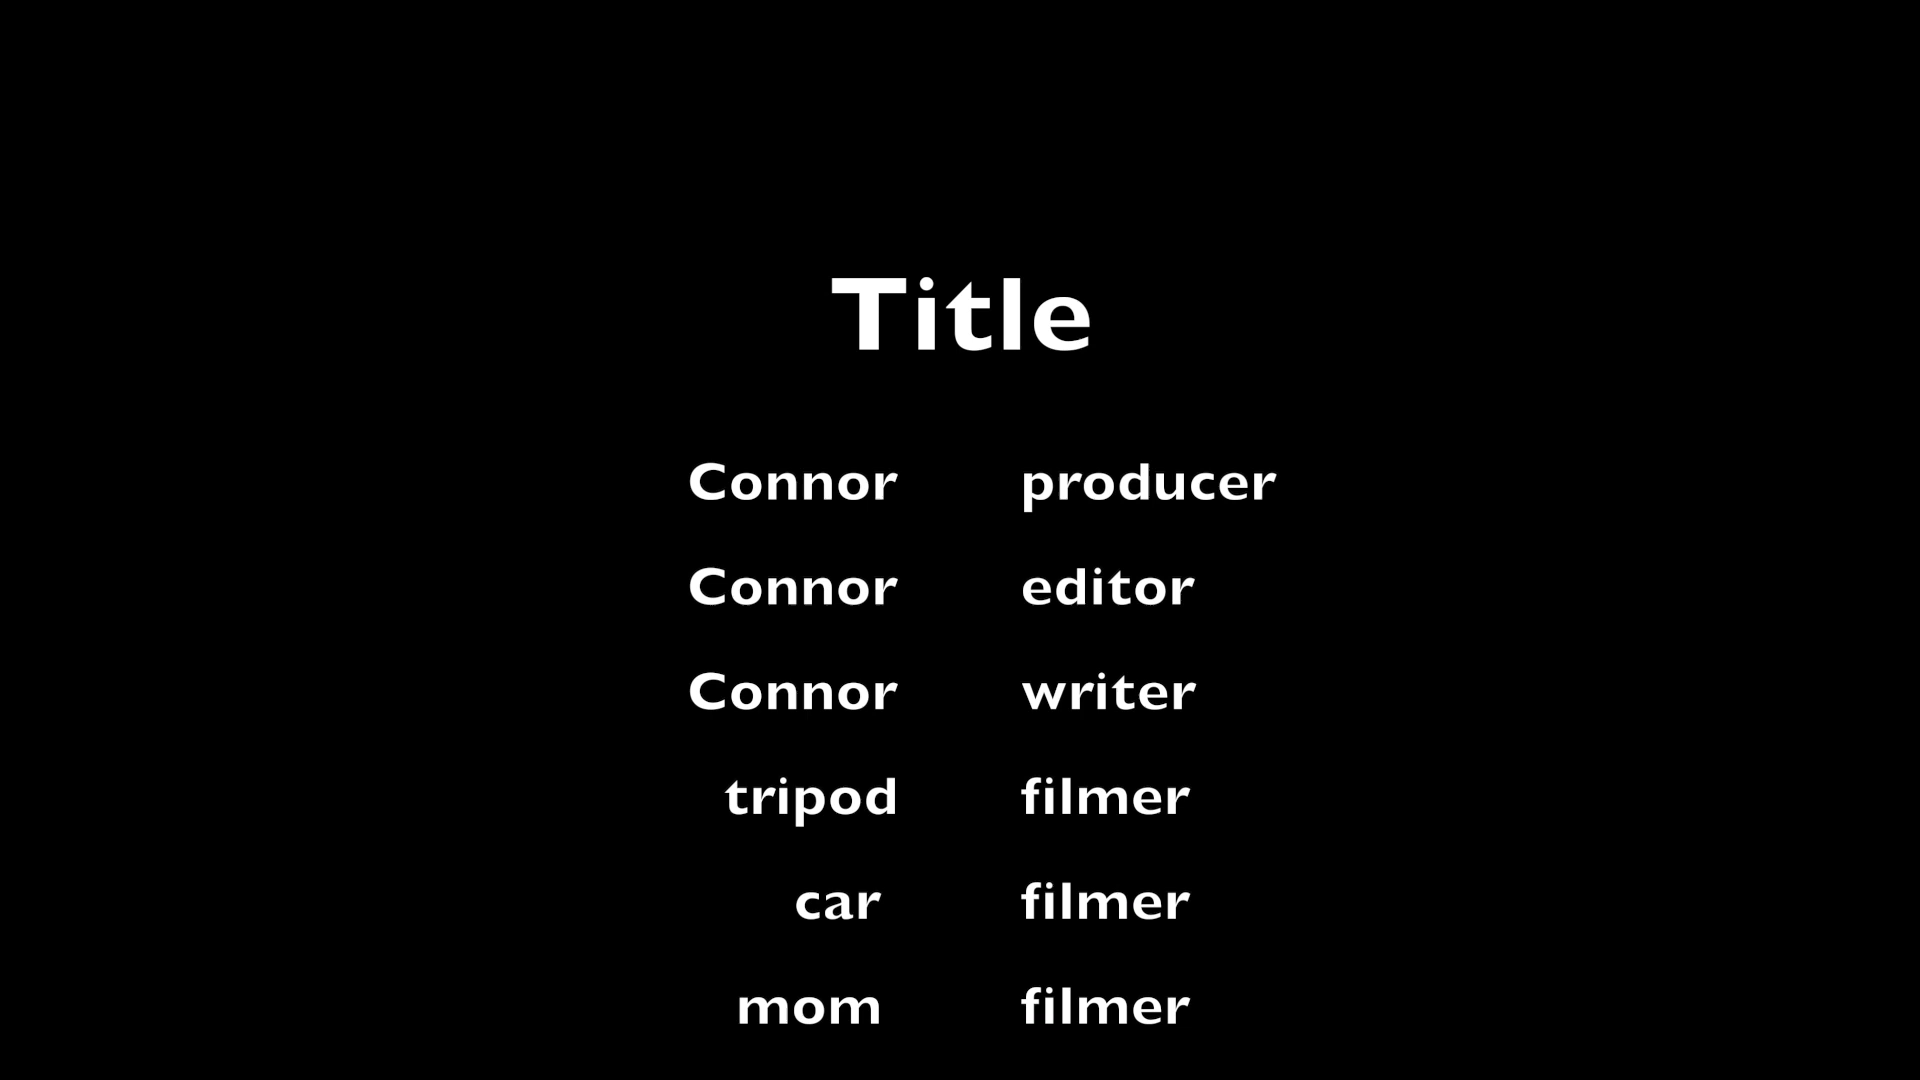 Title
Connor producer
Connor editor
Connor writer
tripod filmer
car filmer
mom filmer